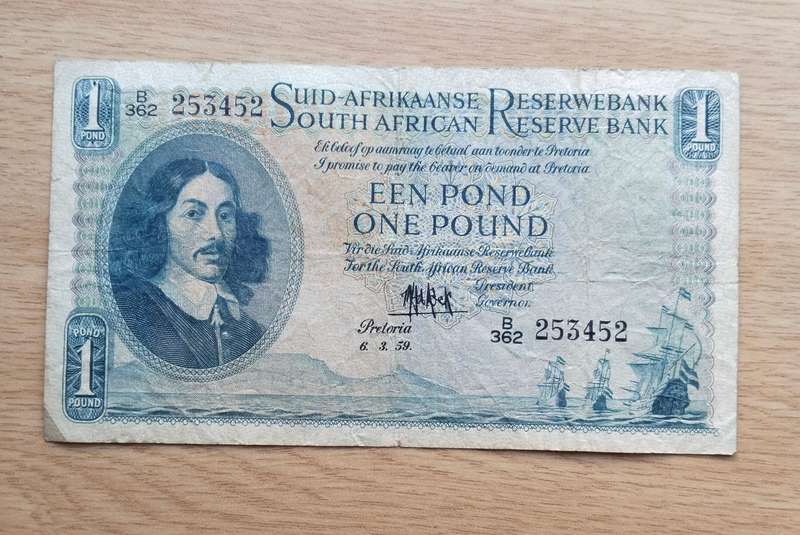 1
POND
B
362 253452
SUID-AFRIKAANSE RESERWEBANK
SOUTH AFRICAN RESERVE BANK
1
POUND
Ek beloof op aanvraag te betaal aan toonder te Pretoria
I promise to pay the bearer on demand at Pretoria
EEN POND
ONE POUND
Vir die Suid-Afrikaanse Reserwebank
For the South African Reserve Bank
President.
Governor.
Pretoria
6. 3. 59.
B
362 253452
POND
1
POUND